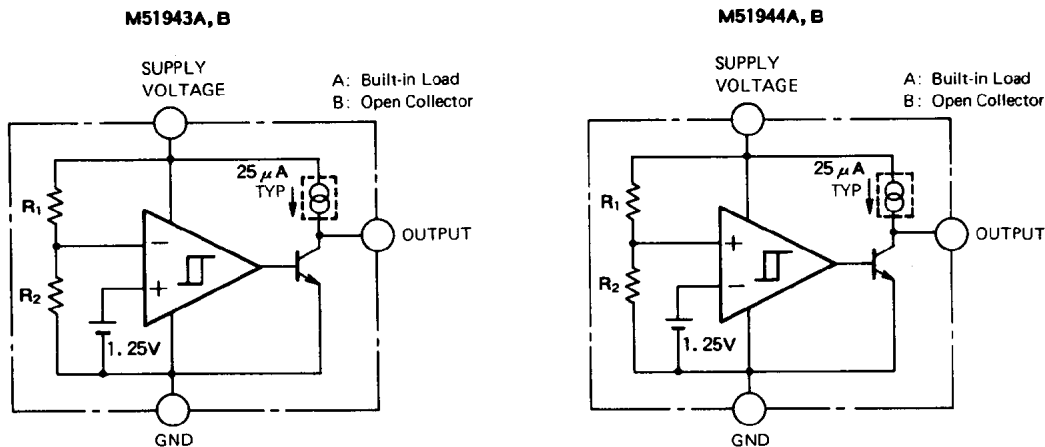 M51943A, B
SUPPLY
VOLTAGE
A: Built-in Load
B: Open Collector
25 μA
TYP
R1
−
OUTPUT
R2
+
1.25V
GND
M51944A, B
SUPPLY
VOLTAGE
A: Built-in Load
B: Open Collector
25 μA
TYP
R1
+
OUTPUT
R2
−
1.25V
GND